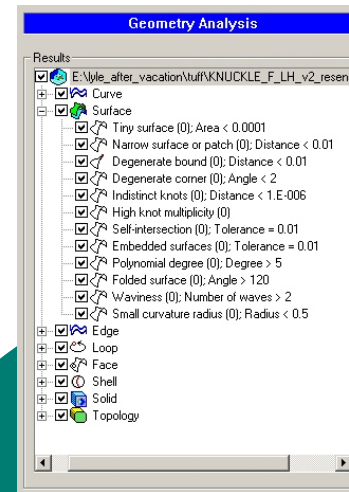 Geometry Analysis
Results
E:\lyle_after_vacation\tuff\KNUCKLE_F_LH_v2_resen
Curve
Surface
Tiny surface (0); Area < 0.0001
Narrow surface or patch (0); Distance < 0.01
Degenerate bound (0); Distance < 0.01
Degenerate corner (0); Angle < 2
Indistinct knots (0); Distance < 1.E-006
High knot multiplicity (0)
Self-intersection (0); Tolerance = 0.01
Embedded surfaces (0); Tolerance = 0.01
Polynomial degree (0); Degree > 5
Folded surface (0); Angle > 120
Waviness (0); Number of waves > 2
Small curvature radius (0); Radius < 0.5
Edge
Loop
Face
Shell
Solid
Topology